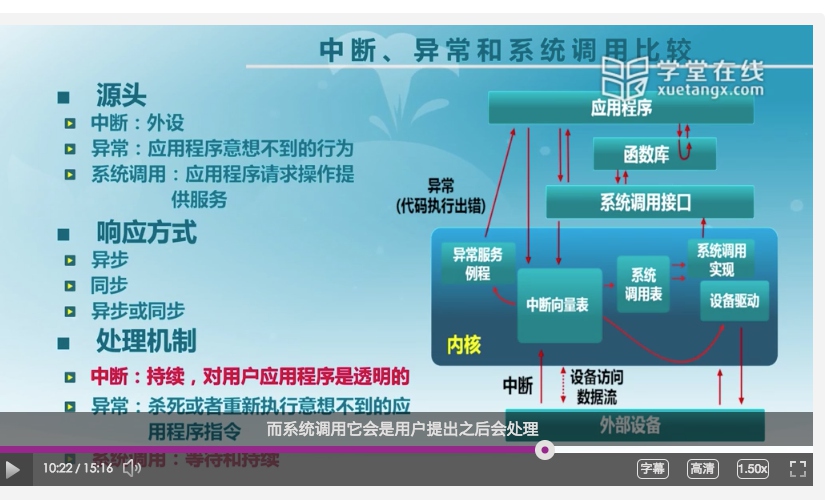 中断、异常和系统调用比较
学堂在线
xuetangx.com
源头
中断：外设
异常：应用程序意想不到的行为
系统调用：应用程序请求操作提
供服务
响应方式
异步
同步
异步或同步
处理机制
中断：持续，对用户应用程序是透明的
异常：杀死或者重新执行意想不到的应
用程序指令
系统调用：等待和持续
应用程序
函数库
异常
(代码执行出错)
系统调用接口
异常服务
例程
系统调用
实现
系统
调用表
中断向量表
设备驱动
内核
中断
设备访问
数据流
外部设备
而系统调用它会是用户提出之后会处理
10:22 / 15:16
字幕
高清
1.50x